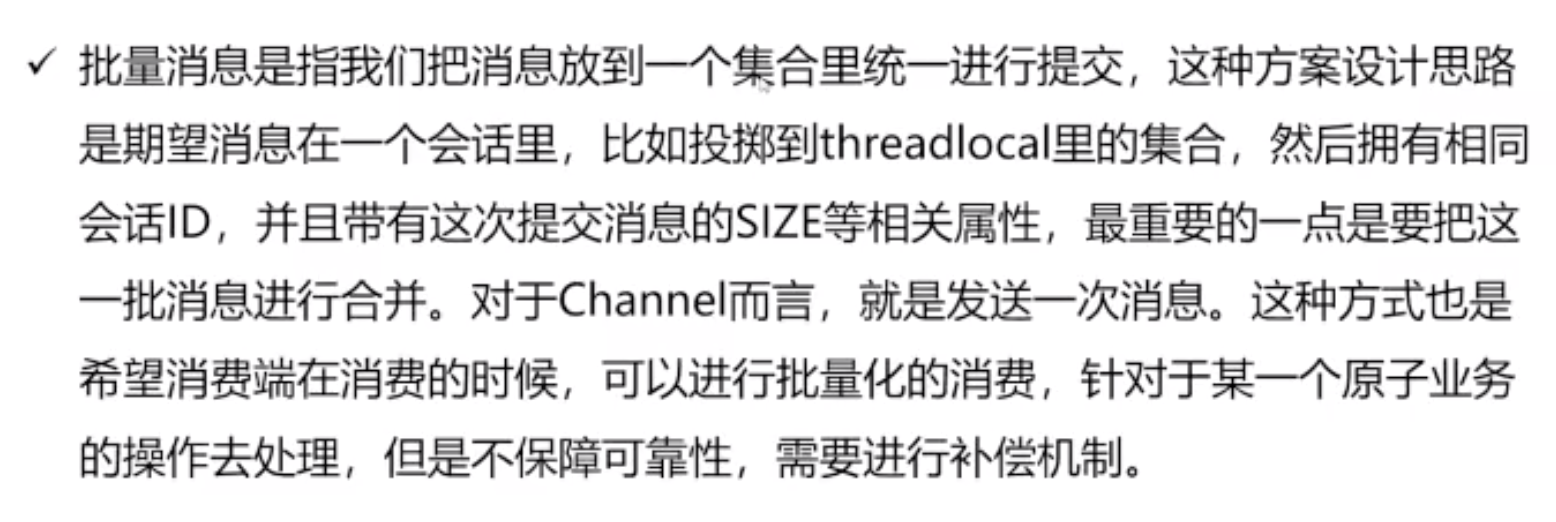 ✓ 批量消息是指我们把消息放到一个集合里统一进行提交，这种方案设计思路
是期望消息在一个会话里，比如投掷到threadlocal里的集合，然后拥有相同
会话ID，并且带有这次提交消息的SIZE等相关属性，最重要的一点是要把这
一批消息进行合并。对于Channel而言，就是发送一次消息。这种方式也是
希望消费端在消费的时候，可以进行批量化的消费，针对于某一个原子业务
的操作去处理，但是不保障可靠性，需要进行补偿机制。